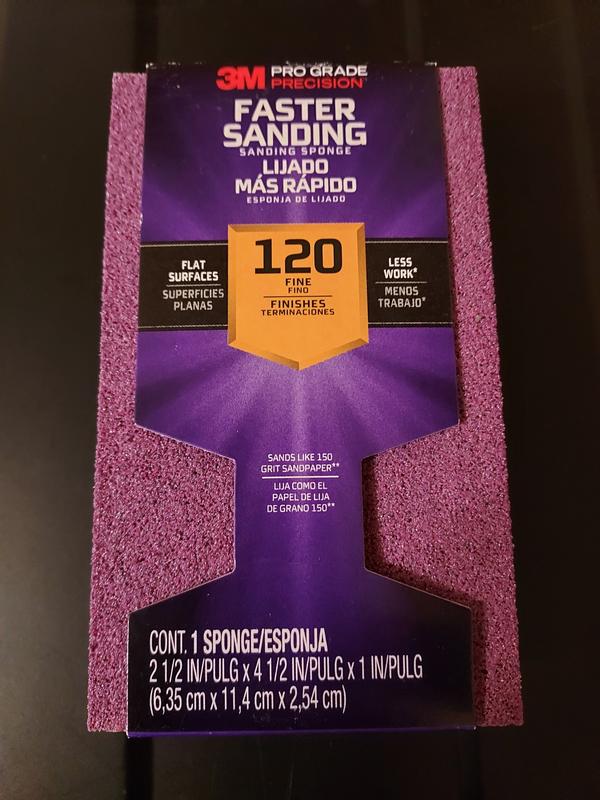 3M PRO GRADE PRECISION
FASTER
SANDING
SANDING SPONGE
LIJADO
MÁS RÁPIDO
ESPONJA DE LIJADO
FLAT
SURFACES
SUPERFICIES
PLANAS
120
FINE
FINO
FINISHES
TERMINACIONES
LESS
WORK*
MENOS
TRABAJO*
SANDS LIKE 150
GRIT SANDPAPER**
LIJA COMO EL
PAPEL DE LIJA
DE GRANO 150**
CONT. 1 SPONGE/ESPONJA
2 1/2 IN/PULG x 4 1/2 IN/PULG x 1 IN/PULG
(6,35 cm x 11,4 cm x 2,54 cm)